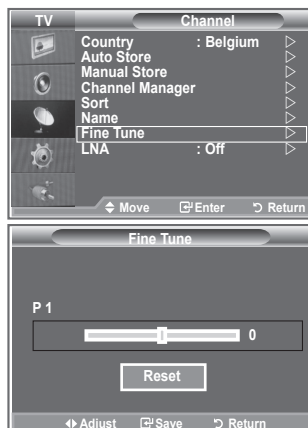 TV Channel
Country : Belgium
Auto Store
Manual Store
Channel Manager
Sort
Name
Fine Tune
LNA : Off
Move Enter Return
Fine Tune
P 1
0
Reset
Adjust Save Return